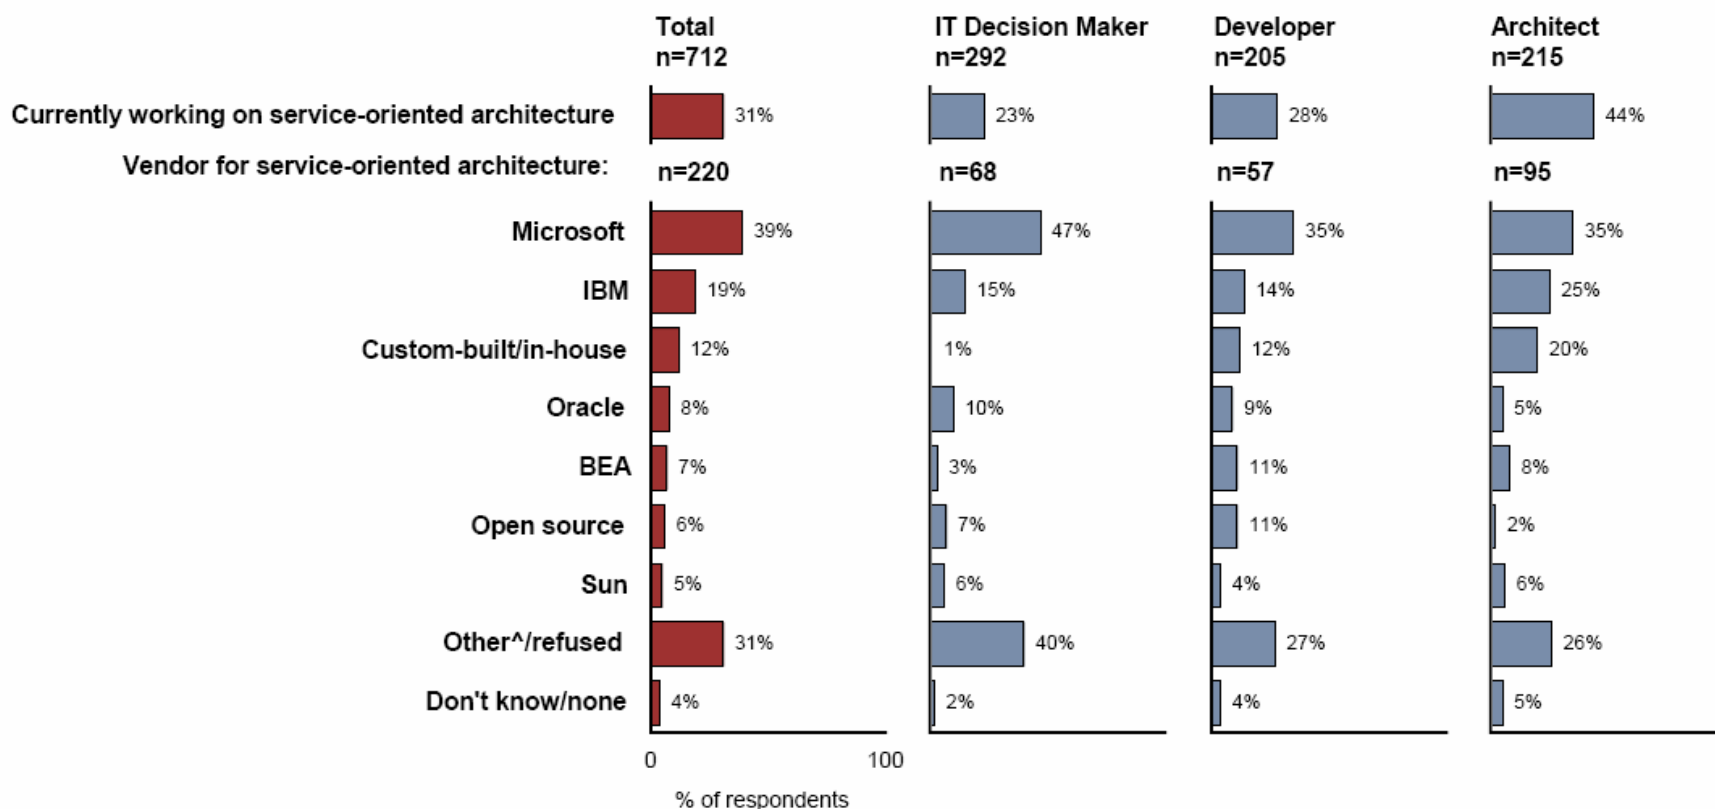 Total IT Decision Maker Developer Architect
n=712 n=292 n=205 n=215
Currently working on service-oriented architecture 31% 23% 28% 44%
Vendor for service-oriented architecture: n=220 n=68 n=57 n=95
Microsoft 39% 47% 35% 35%
IBM 19% 15% 14% 25%
Custom-built/in-house 12% 1% 12% 20%
Oracle 8% 10% 9% 5%
BEA 7% 3% 11% 8%
Open source 6% 7% 11% 2%
Sun 5% 6% 4% 6%
Other^/refused 31% 40% 27% 26%
Don't know/none 4% 2% 4% 5%
0 100
% of respondents